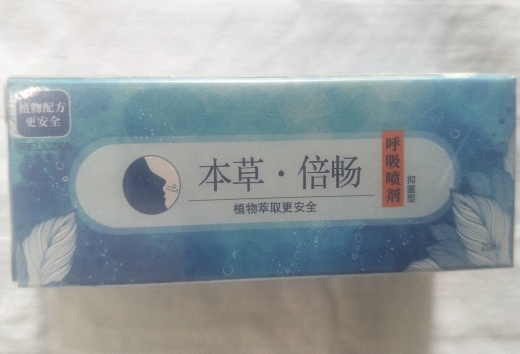 植物配方
更安全
本草·倍畅
植物萃取更安全
呼吸喷剂
抑菌型